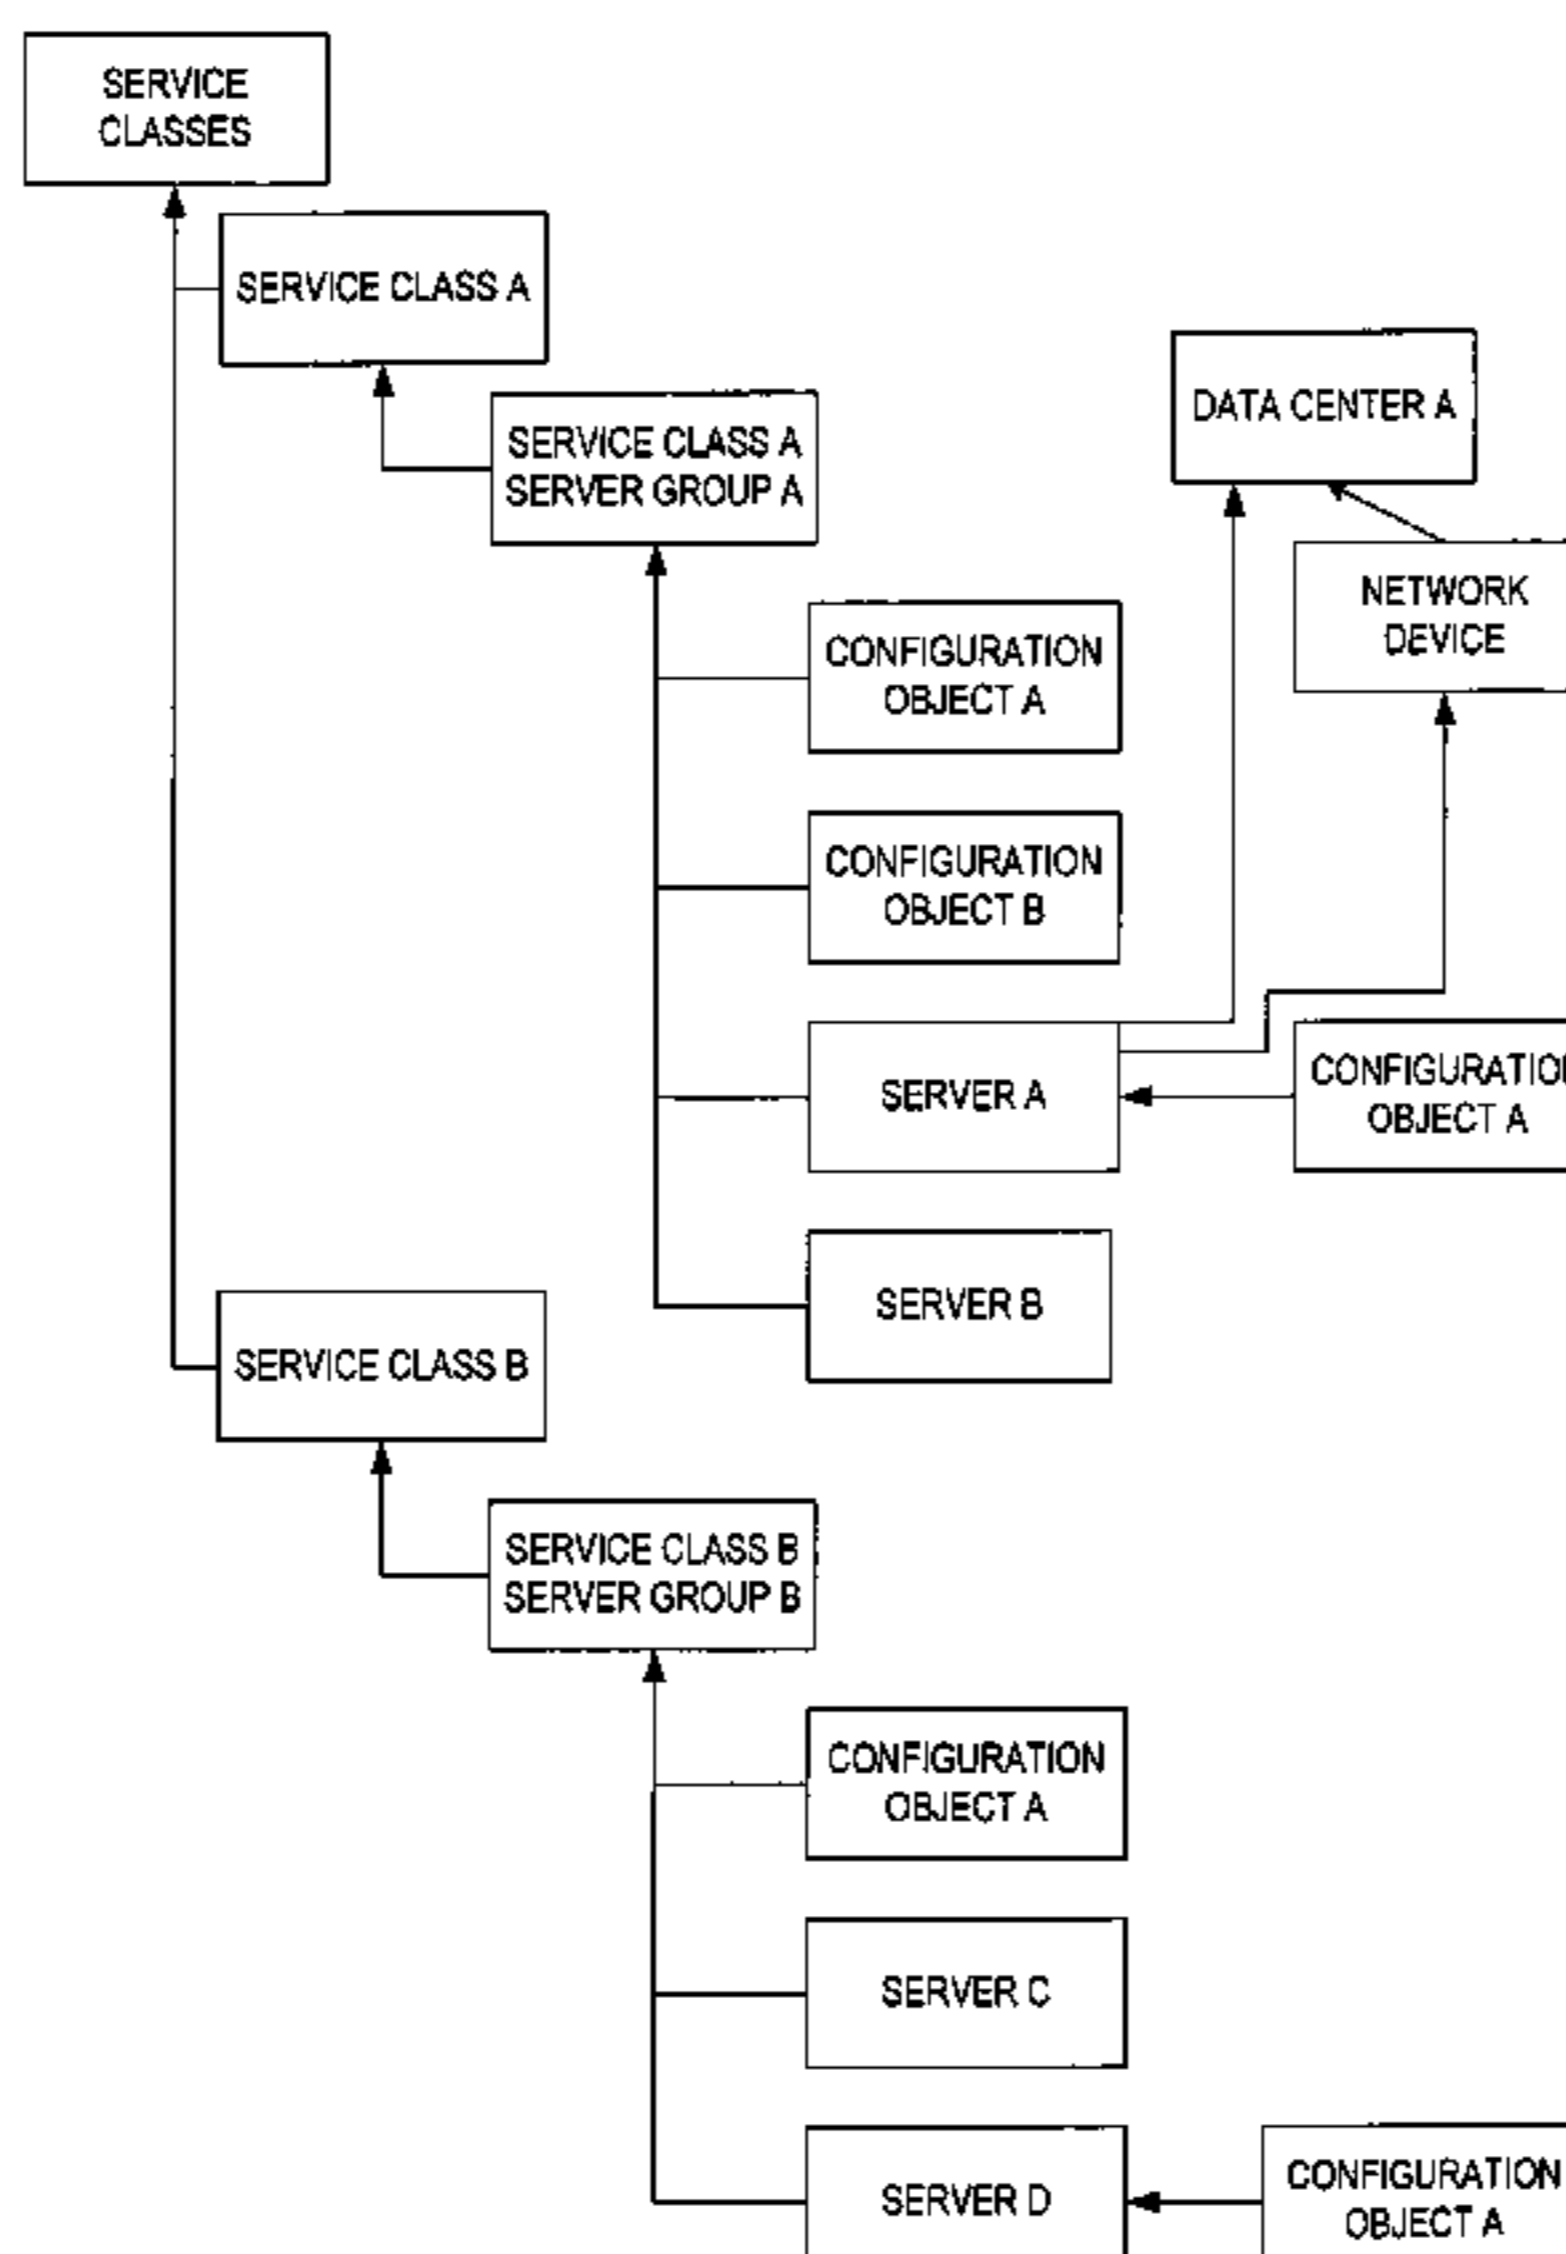 SERVICE
CLASSES
SERVICE CLASS A
SERVICE CLASS A
SERVER GROUP A
DATA CENTER A
NETWORK
DEVICE
CONFIGURATION
OBJECT A
CONFIGURATION
OBJECT B
SERVER A
CONFIGURATION
OBJECT A
SERVER B
SERVICE CLASS B
SERVICE CLASS B
SERVER GROUP B
CONFIGURATION
OBJECT A
SERVER C
SERVER D
CONFIGURATION
OBJECT A